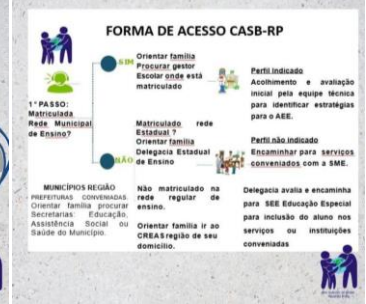 FORMA DE ACESSO CASB-RP
1° PASSO:
Matriculada
Rede Municipal
de Ensino?
SIM
Orientar família
Procurar gestor
Escolar onde está
matriculado
Perfil Indicado
Acolhimento e avaliação
inicial pela equipe técnica
para identificar estratégias
para o AEE.
NÃO
Matriculado rede
Estadual ?
Orientar família
Delegacia Estadual
de Ensino
Perfil não indicado
Encaminhar para serviços
conveniados com a SME.
MUNICÍPIOS REGIÃO
PREFEITURAS CONVENIADAS.
Orientar família procurar
Secretarias: Educação,
Assistência Social ou
Saúde do Município.
Não matriculado na
rede regular de
ensino.
Orientar família ir ao
CREAS região de seu
domicílio.
Delegacia avalia e encaminha
para SEE Educação Especial
para inclusão do aluno nos
serviços ou instituições
conveniadas